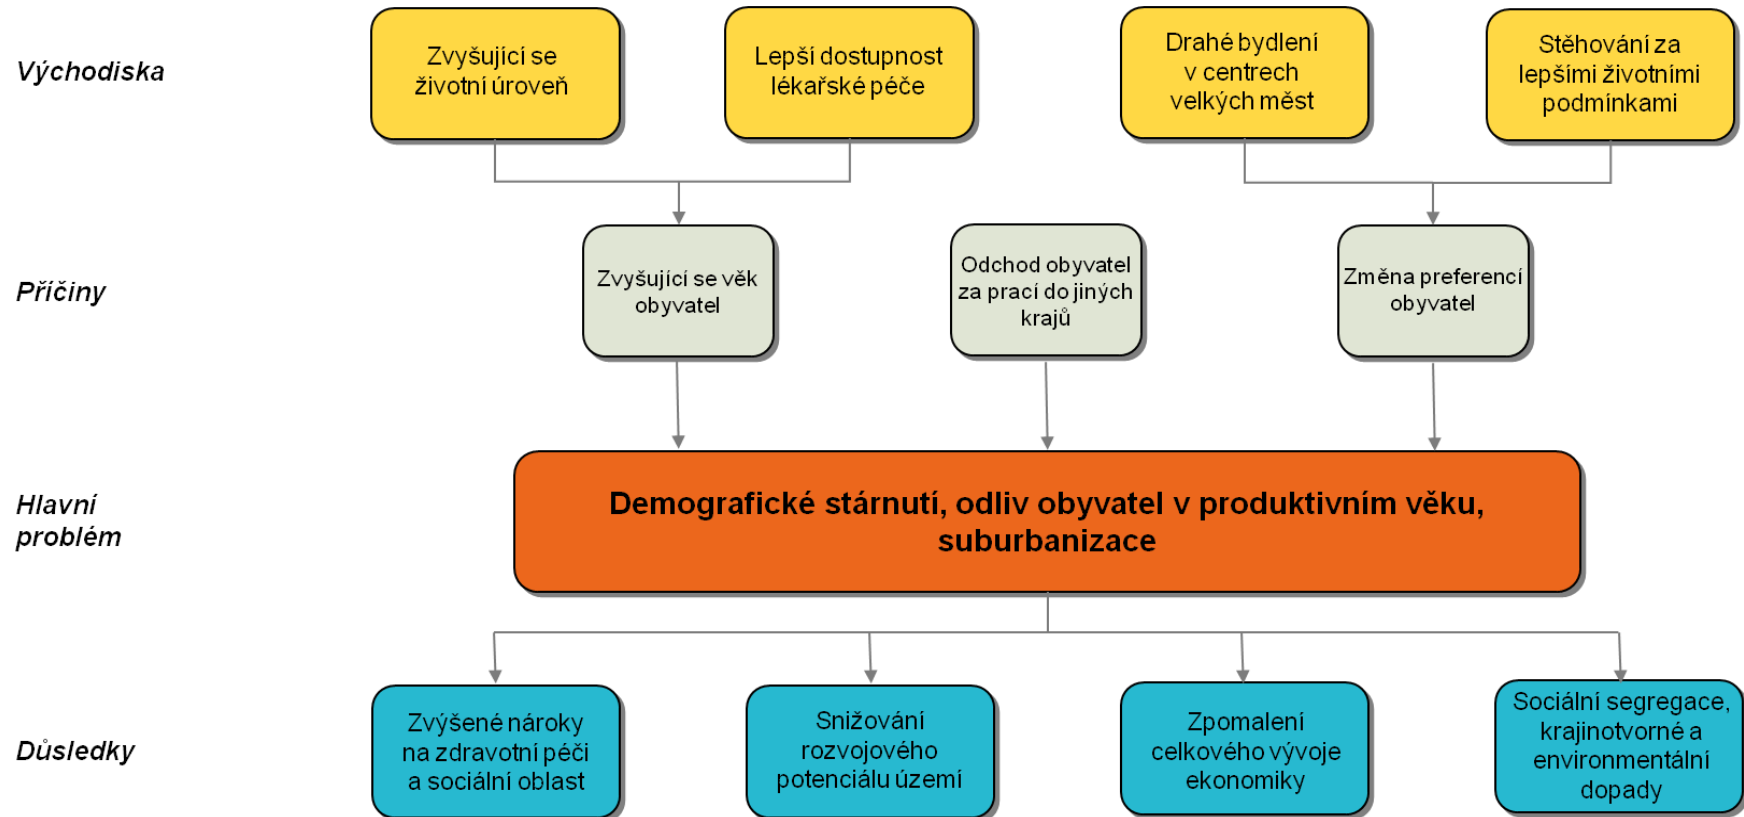 Východiska
Zvyšující se
životní úroveň
Lepší dostupnost
lékařské péče
Drahé bydlení
v centrech
velkých měst
Stěhování za
lepšími životními
podmínkami
Příčiny
Zvyšující se věk
obyvatel
Odchod obyvatel
za prací do jiných
krajů
Změna preferencí
obyvatel
Hlavní
problém
Demografické stárnutí, odliv obyvatel v produktivním věku,
suburbanizace
Důsledky
Zvýšené nároky
na zdravotní péči
a sociální oblast
Snižování
rozvojového
potenciálu území
Zpomalení
celkového vývoje
ekonomiky
Sociální segregace,
krajinotvorné a
environmentální
dopady